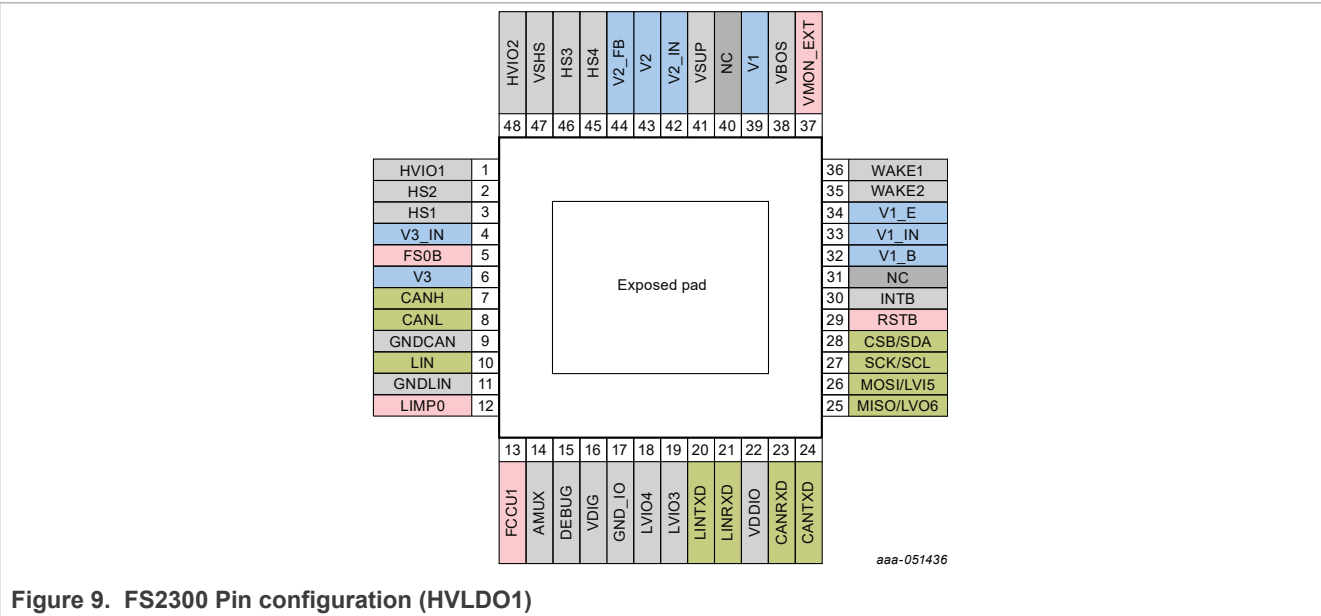 HVIO2 VSHS HS3 HS4 V2_FB V2 V2_IN VSUP NC V1 VBOS VMON_EXT
48 47 46 45 44 43 42 41 40 39 38 37
HVIO1 1
HS2 2
HS1 3
V3_IN 4
FS0B 5
V3 6
CANH 7
CANL 8
GNDCAN 9
LIN 10
GNDLIN 11
LIMP0 12
Exposed pad
36 WAKE1
35 WAKE2
34 V1_E
33 V1_IN
32 V1_B
31 NC
30 INTB
29 RSTB
28 CSB/SDA
27 SCK/SCL
26 MOSI/LVI5
25 MISO/LVO6
13 14 15 16 17 18 19 20 21 22 23 24
FCCU1 AMUX DEBUG VDIG GND_IO LVIO4 LVIO3 LINTXD LINRXD VDDIO CANRXD CANTXD
aaa-051436
Figure 9. FS2300 Pin configuration (HVLDO1)